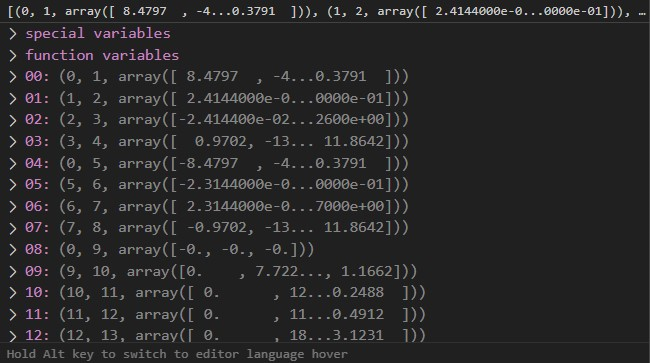 [(0, 1, array([ 8.4797  , -4...0.3791  ])), (1, 2, array([ 2.4144000e-0...0000e-01])), …
> special variables
> function variables
> 00: (0, 1, array([ 8.4797  , -4...0.3791  ]))
> 01: (1, 2, array([ 2.4144000e-0...0000e-01]))
> 02: (2, 3, array([-2.414400e-02...2600e+00]))
> 03: (3, 4, array([  0.9702, -13... 11.8642]))
> 04: (0, 5, array([-8.4797  , -4...0.3791  ]))
> 05: (5, 6, array([-2.3144000e-0...0000e-01]))
> 06: (6, 7, array([ 2.3144000e-0...7000e+00]))
> 07: (7, 8, array([ -0.9702, -13... 11.8642]))
> 08: (0, 9, array([-0., -0., -0.]))
> 09: (9, 10, array([0.    , 7.722..., 1.1662]))
> 10: (10, 11, array([ 0.      , 12...0.2488  ]))
> 11: (11, 12, array([ 0.      , 11...0.4912  ]))
> 12: (12, 13, array([ 0.      , 18...3.1231  ]))
Hold Alt key to switch to editor language hover